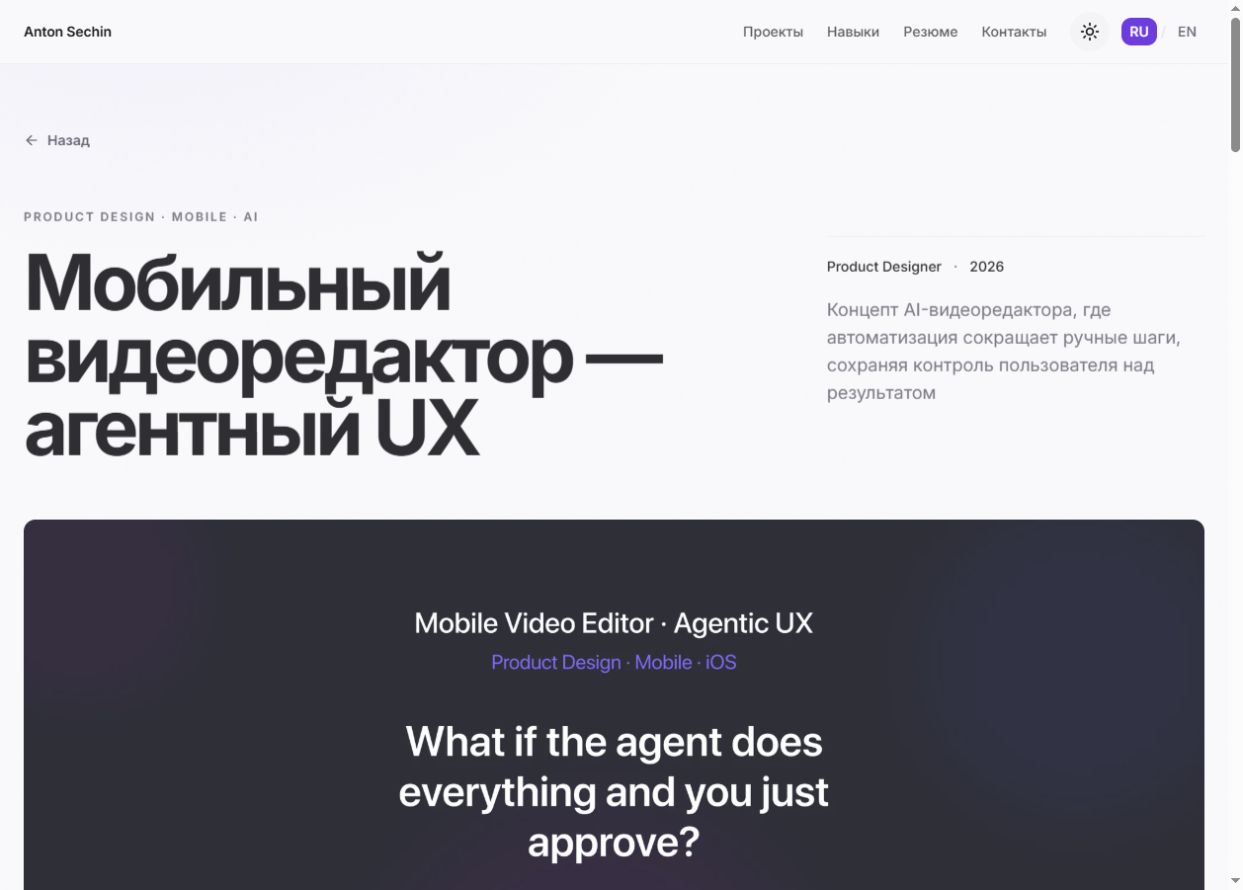 Anton Sechin
Проекты
Навыки
Резюме
Контакты
RU / EN
← Назад
PRODUCT DESIGN · MOBILE · AI
Мобильный
видеоредактор —
агентный UX
Product Designer · 2026
Концепт AI-видеоредактора, где
автоматизация сокращает ручные шаги,
сохраняя контроль пользователя над
результатом
Mobile Video Editor · Agentic UX
Product Design · Mobile · iOS
What if the agent does
everything and you just
approve?